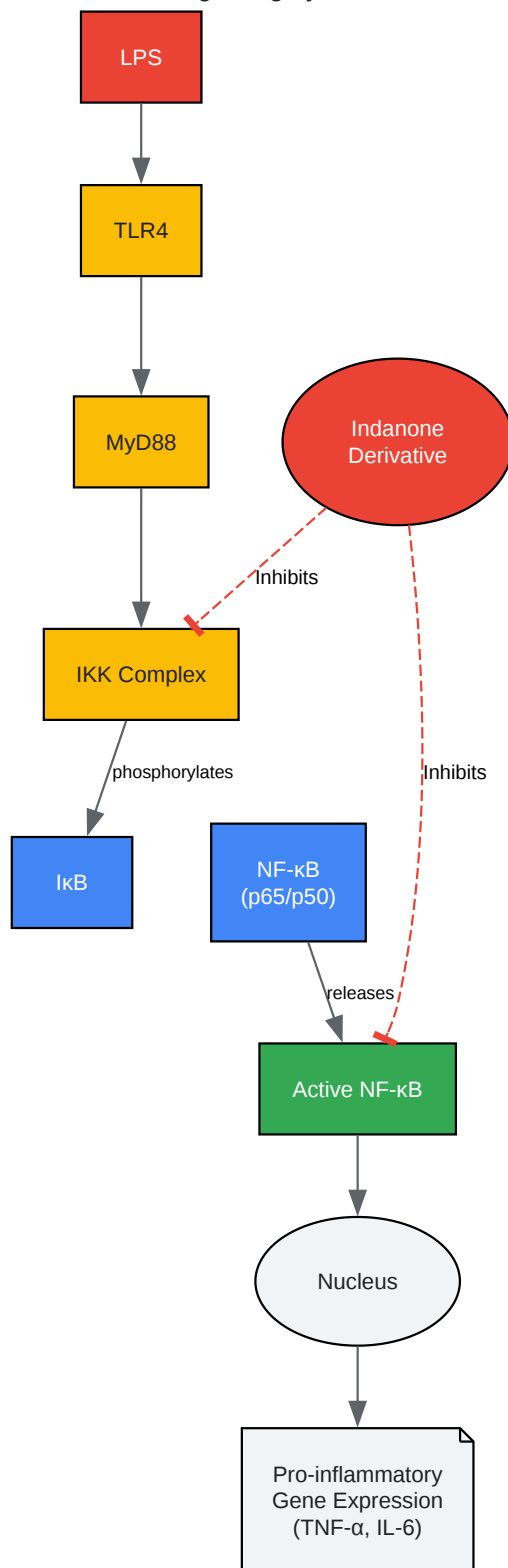 LPS
TLR4
MyD88
Indanone
Derivative
Inhibits
IKK Complex
phosphorylates
Inhibits
IκB
NF-κB
(p65/p50)
releases
Active NF-κB
Nucleus
Pro-inflammatory
Gene Expression
(TNF-α, IL-6)